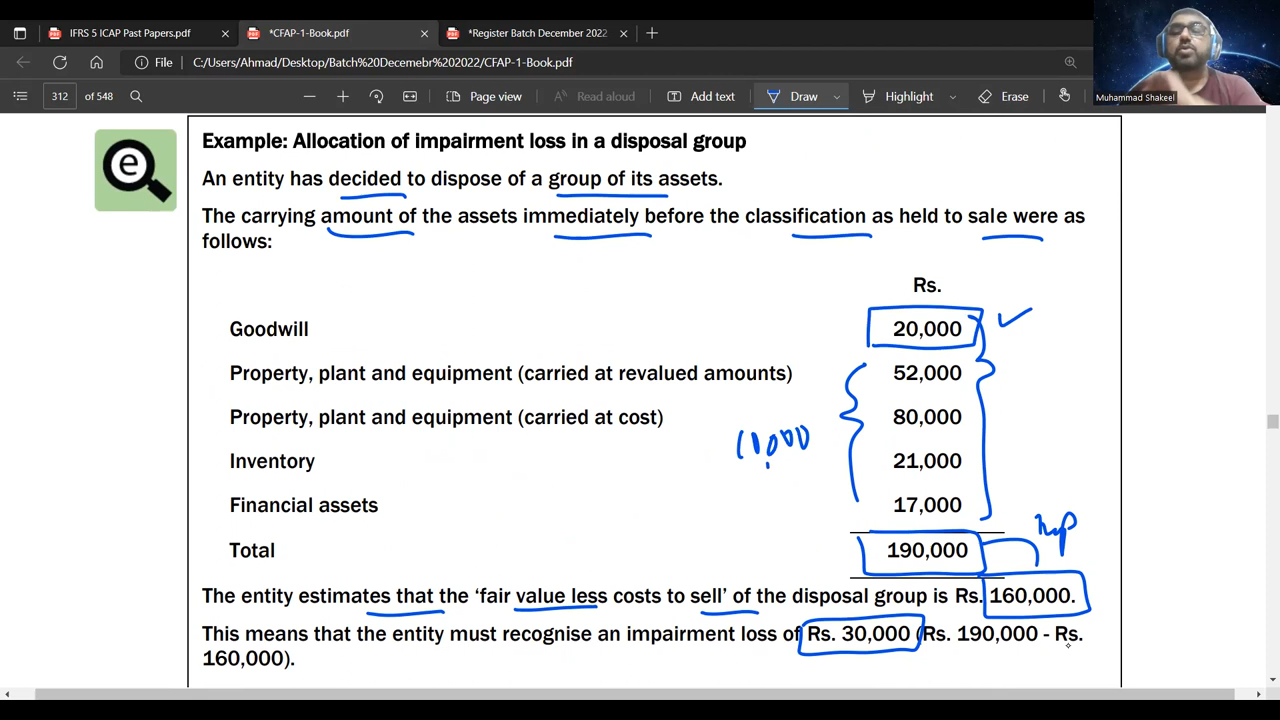 IFRS 5 ICAP Past Papers.pdf
*CFAP-1-Book.pdf
*Register Batch December 2022
File
C:/Users/Ahmad/Desktop/Batch%20Decemebr%202022/CFAP-1-Book.pdf
312 of 548
Page view
Read aloud
Add text
Draw
Highlight
Erase
Muhammad Shakeel
e
Example: Allocation of impairment loss in a disposal group
An entity has decided to dispose of a group of its assets.
The carrying amount of the assets immediately before the classification as held to sale were as
follows:
Rs.
Goodwill 20,000
Property, plant and equipment (carried at revalued amounts) 52,000
Property, plant and equipment (carried at cost) 80,000
10,000
Inventory 21,000
Financial assets 17,000
Imp
Total 190,000
The entity estimates that the 'fair value less costs to sell' of the disposal group is Rs. 160,000.
This means that the entity must recognise an impairment loss of Rs. 30,000 (Rs. 190,000 - Rs.
160,000).